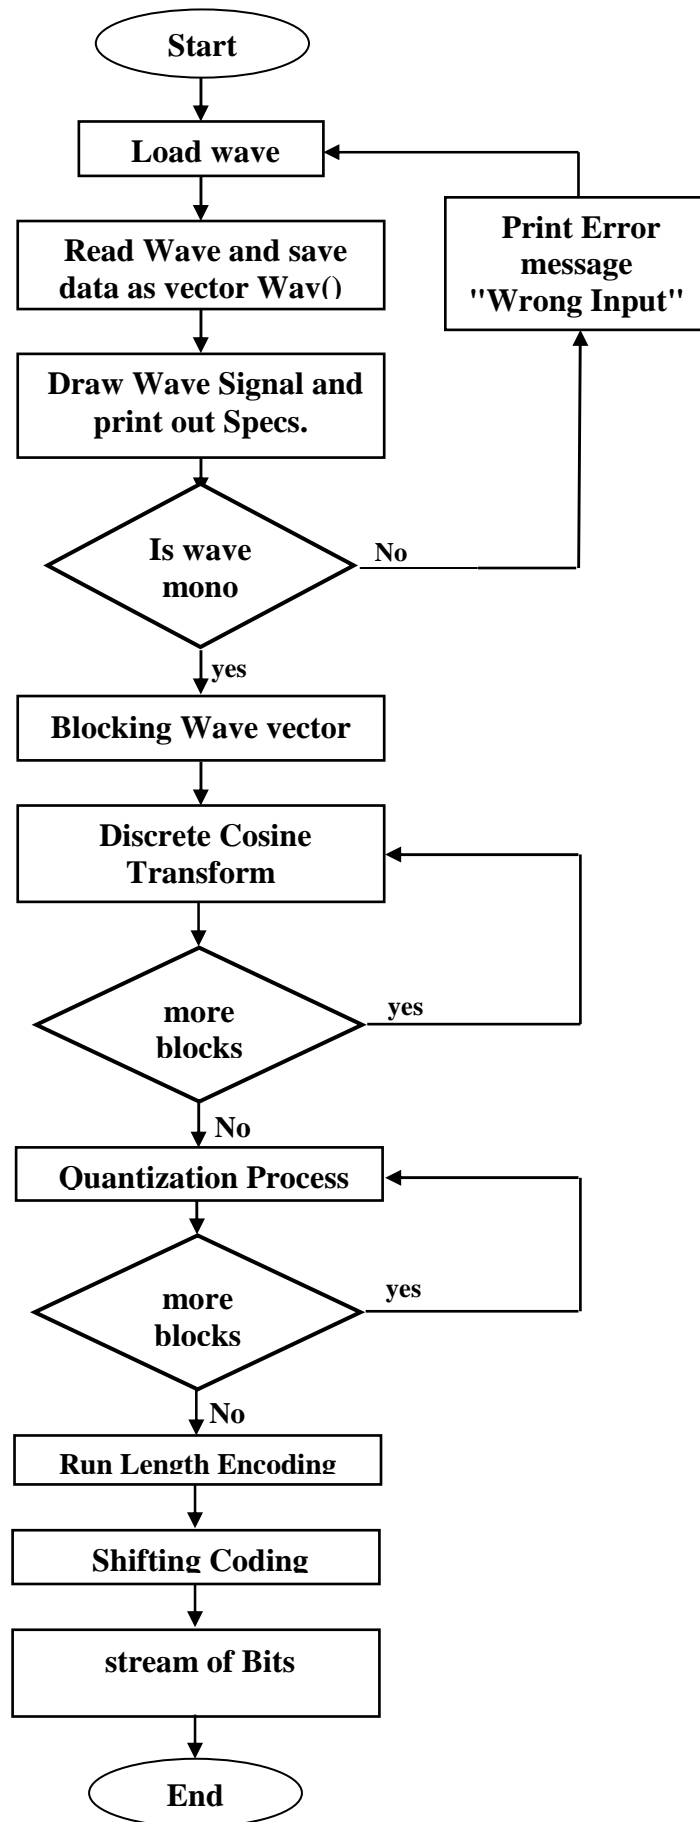 Start
Load wave
Print Error
message
"Wrong Input"
Read Wave and save
data as vector Wav()
Draw Wave Signal and
print out Specs.
Is wave
mono
No
yes
Blocking Wave vector
Discrete Cosine
Transform
more
blocks
yes
No
Quantization Process
more
blocks
yes
No
Run Length Encoding
Shifting Coding
stream of Bits
End